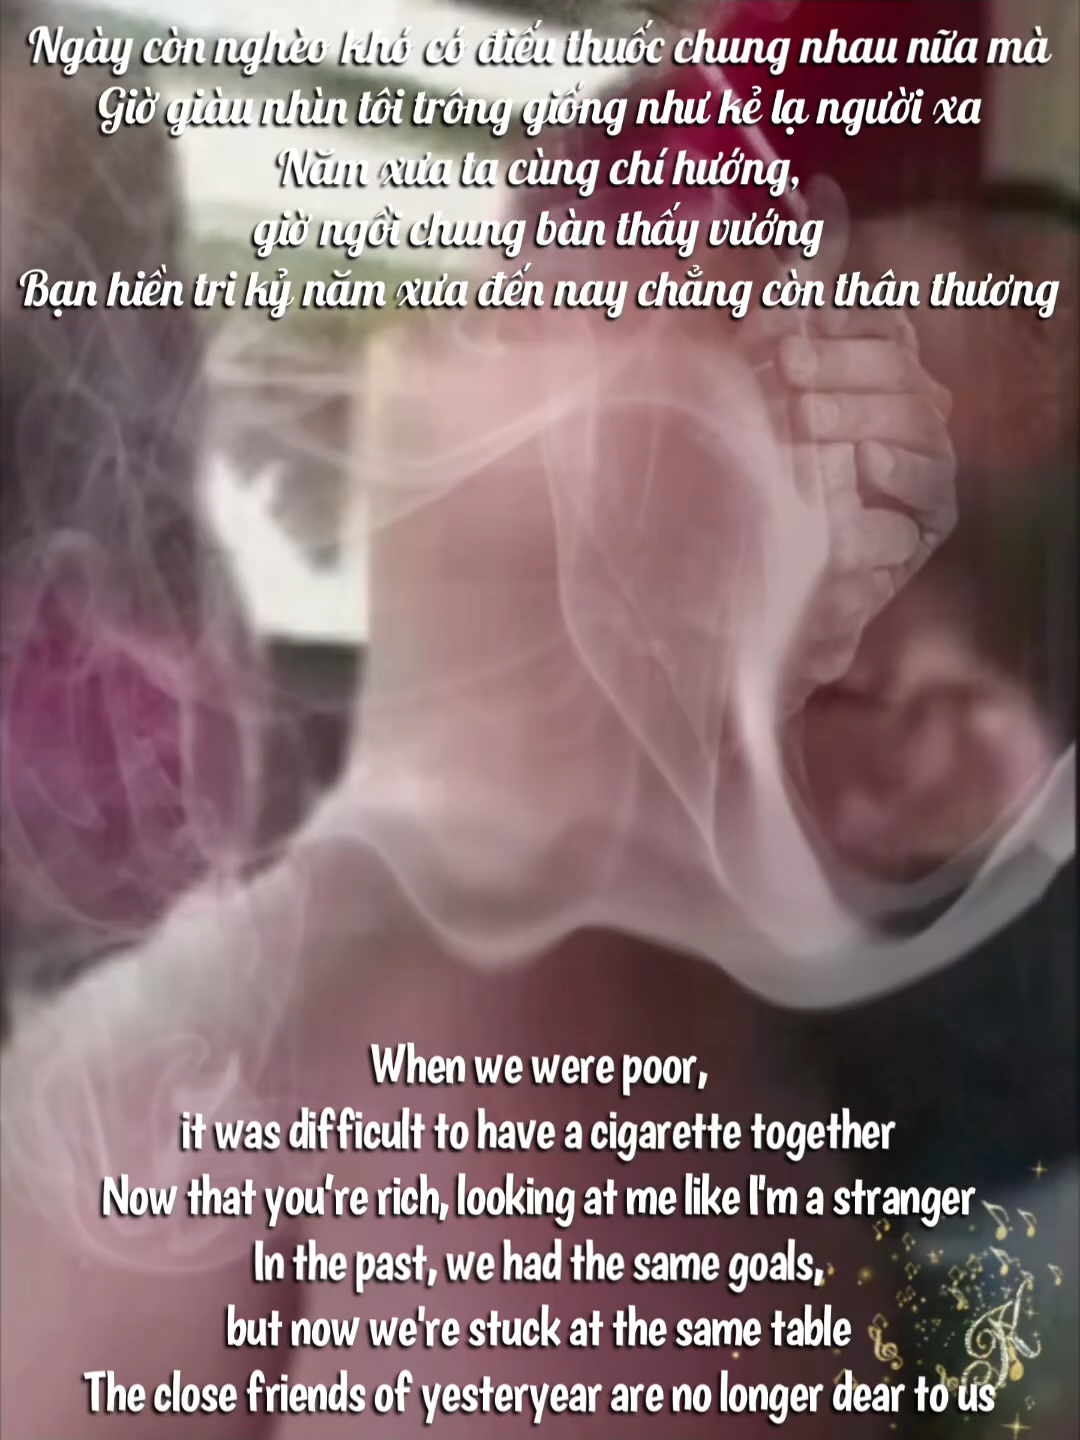 Ngày còn nghèo khó có điếu thuốc chung nhau nữa mà
Giờ giàu nhìn tôi trông giống như kẻ lạ người xa
Năm xưa ta cùng chí hướng,
giờ ngồi chung bàn thấy vướng
Bạn hiền tri kỷ năm xưa đến nay chẳng còn thân thương
When we were poor,
it was difficult to have a cigarette together
Now that you’re rich, looking at me like I'm a stranger
In the past, we had the same goals,
but now we're stuck at the same table
The close friends of yesteryear are no longer dear to us